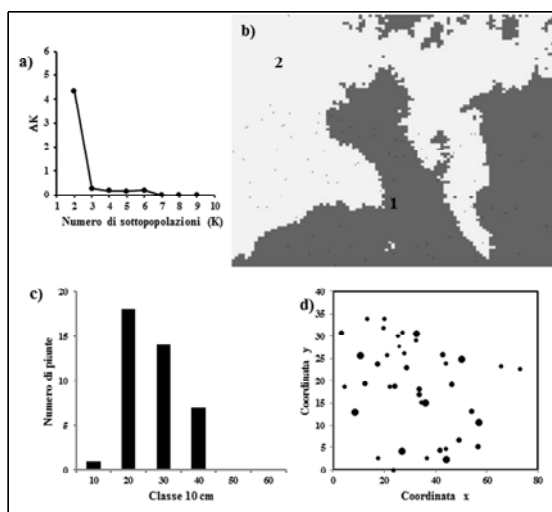 a)
ΔK
6
5
4
3
2
1
0
1 2 3 4 5 6 7 8 9 10
Numero di sottopopolazioni (K)
b)
2
1
c)
Numero di piante
20
15
10
5
0
10 20 30 40 50 60
Classe 10 cm
d)
Coordinata y
40
35
30
25
20
15
10
5
0
0 20 40 60 80
Coordinata x